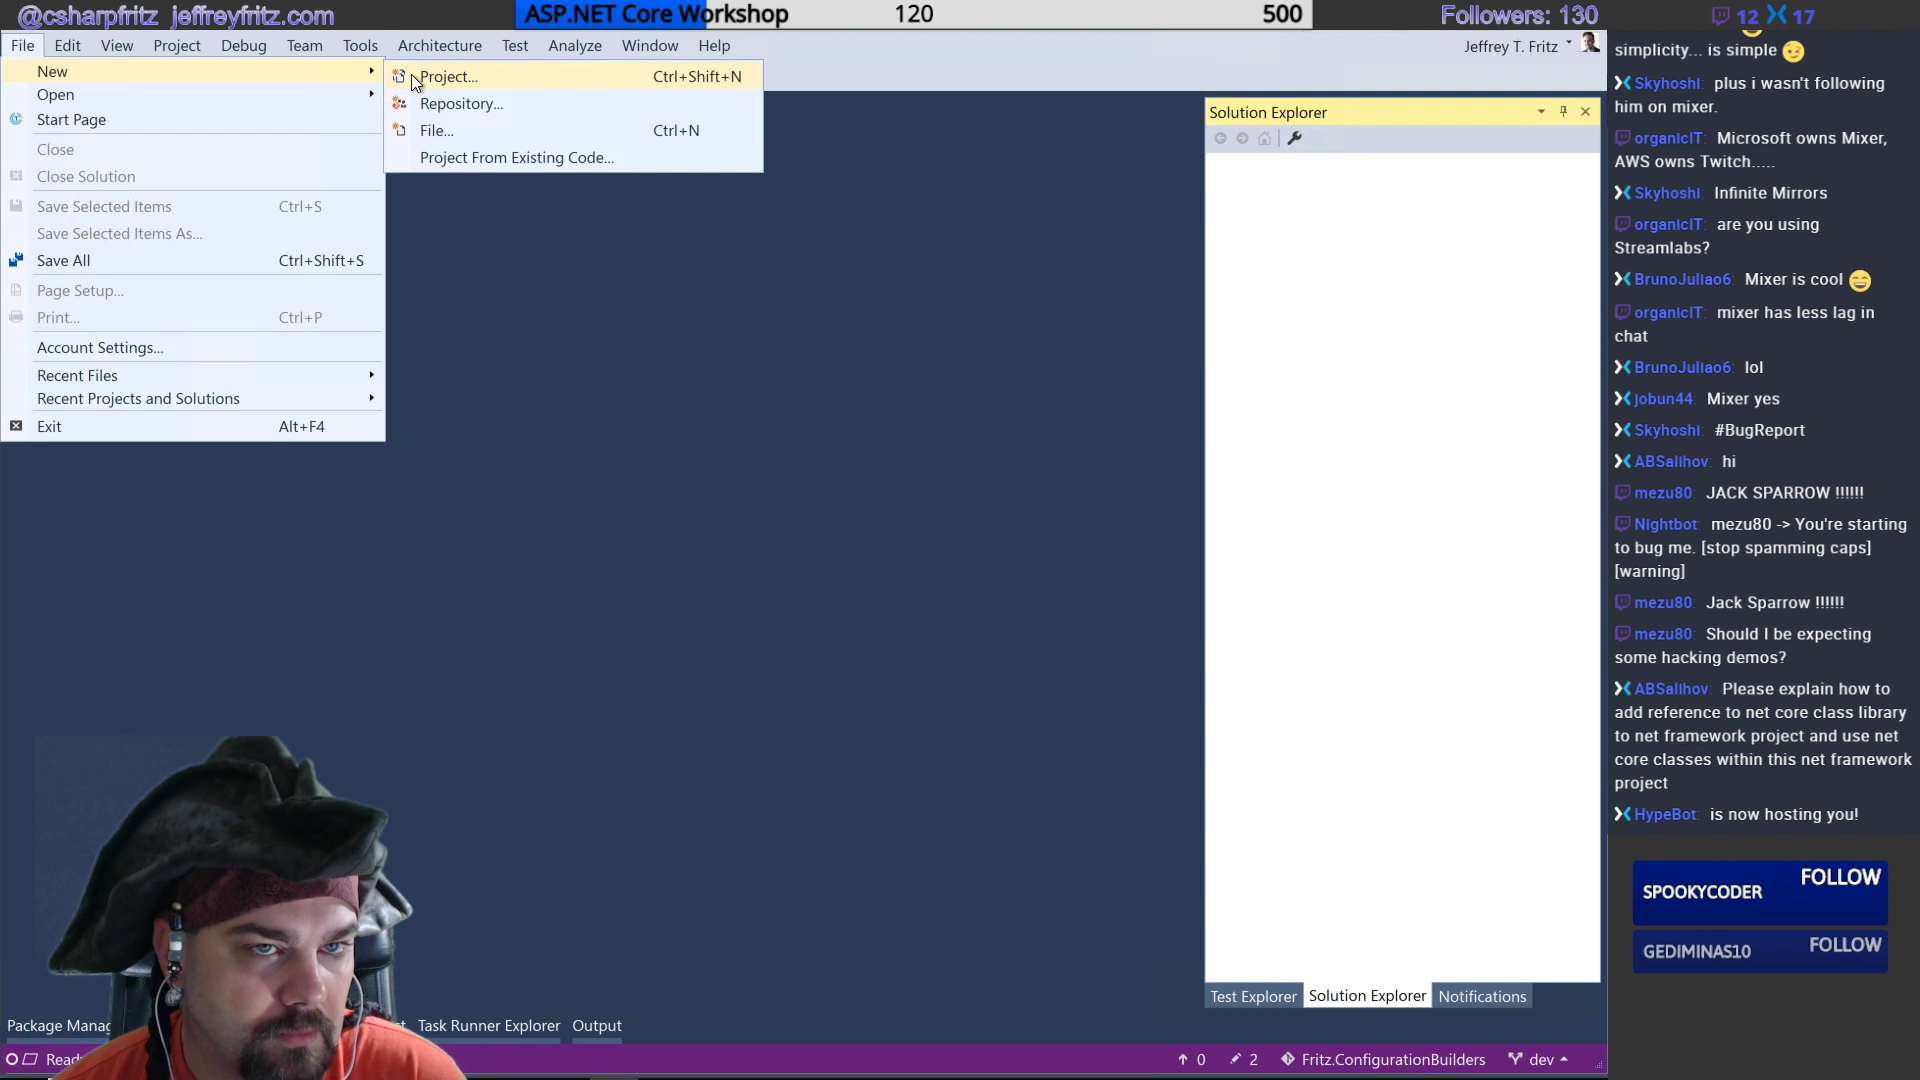 @csharpfritz jeffreyfritz.com
ASP.NET Core Workshop 120 500
Followers: 130
12 17
File Edit View Project Debug Team Tools Architecture Test Analyze Window Help
Jeffrey T. Fritz
New
Open
Start Page
Close
Close Solution
Save Selected Items Ctrl+S
Save Selected Items As...
Save All Ctrl+Shift+S
Page Setup...
Print... Ctrl+P
Account Settings...
Recent Files
Recent Projects and Solutions
Exit Alt+F4
Project... Ctrl+Shift+N
Repository...
File... Ctrl+N
Project From Existing Code...
Solution Explorer
Test Explorer Solution Explorer Notifications
Task Runner Explorer Output
0 2 Fritz.ConfigurationBuilders dev
simplicity... is simple
Skyhoshi: plus i wasn't following
him on mixer.
organicIT: Microsoft owns Mixer,
AWS owns Twitch.....
Skyhoshi: Infinite Mirrors
organicIT: are you using
Streamlabs?
BrunoJuliao6: Mixer is cool
organicIT: mixer has less lag in
chat
BrunoJuliao6: lol
jobun44: Mixer yes
Skyhoshi: #BugReport
ABSalihov: hi
mezu80: JACK SPARROW !!!!!!
Nightbot: mezu80 -> You're starting
to bug me. [stop spamming caps]
[warning]
mezu80: Jack Sparrow !!!!!!
mezu80: Should I be expecting
some hacking demos?
ABSalihov: Please explain how to
add reference to net core class library
to net framework project and use net
core classes within this net framework
project
HypeBot: is now hosting you!
SPOOKYCODER FOLLOW
GEDIMINAS10 FOLLOW